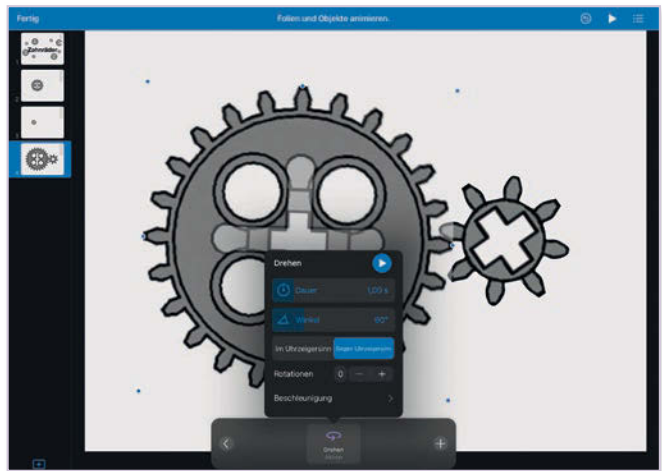 Fertig
Folien und Objekte animieren.
Zahnräder
Drehen
Dauer
1,00 s
Winkel
60°
Im Uhrzeigersinn
Gegen Uhrzeigersinn
Rotationen
0
−
+
Beschleunigung
Drehen